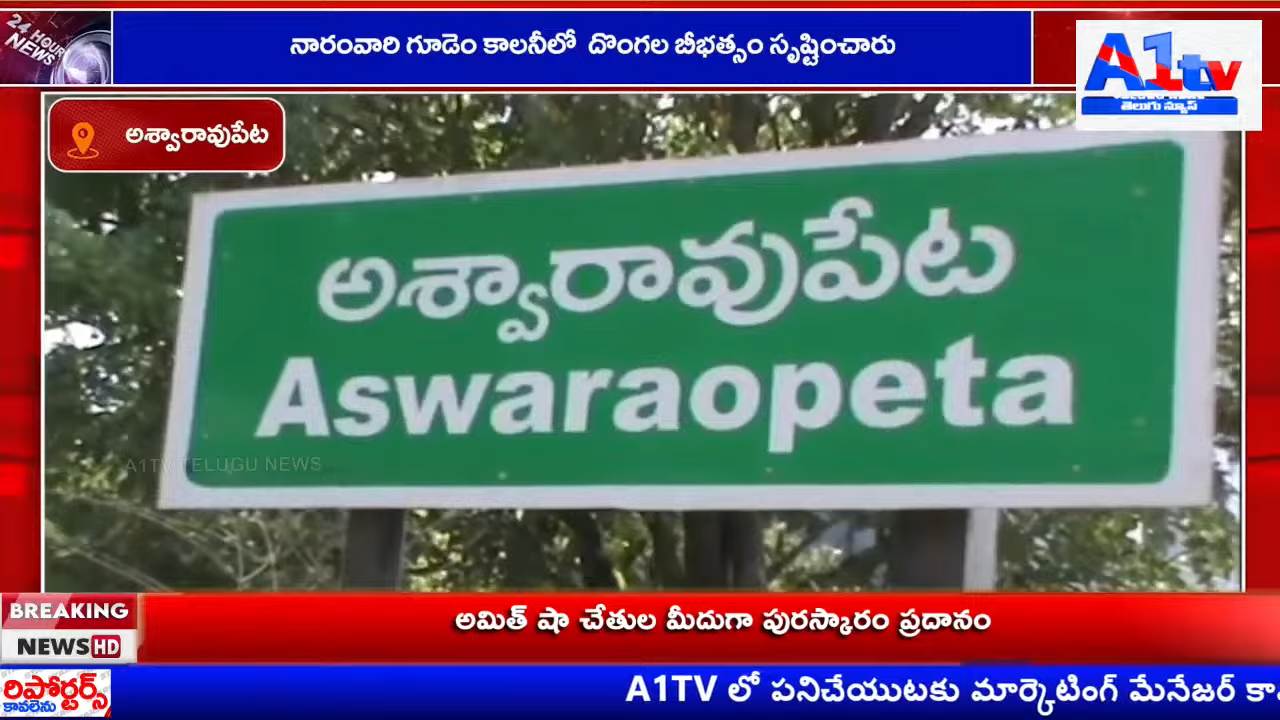 24 HOUR
NEWS
నారంవారి గూడెం కాలనీలో దొంగల బీభత్సం సృష్టించారు
A1tv
తెలుగు న్యూస్
అశ్వారావుపేట
అశ్వారావుపేట
Aswaraopeta
A1TV TELUGU NEWS
BREAKING
NEWS HD
అమిత్ షా చేతుల మీదుగా పురస్కారం ప్రదానం
రిపోర్టర్స్
కావలెను
A1TV లో పనిచేయుటకు మార్కెటింగ్ మేనేజర్